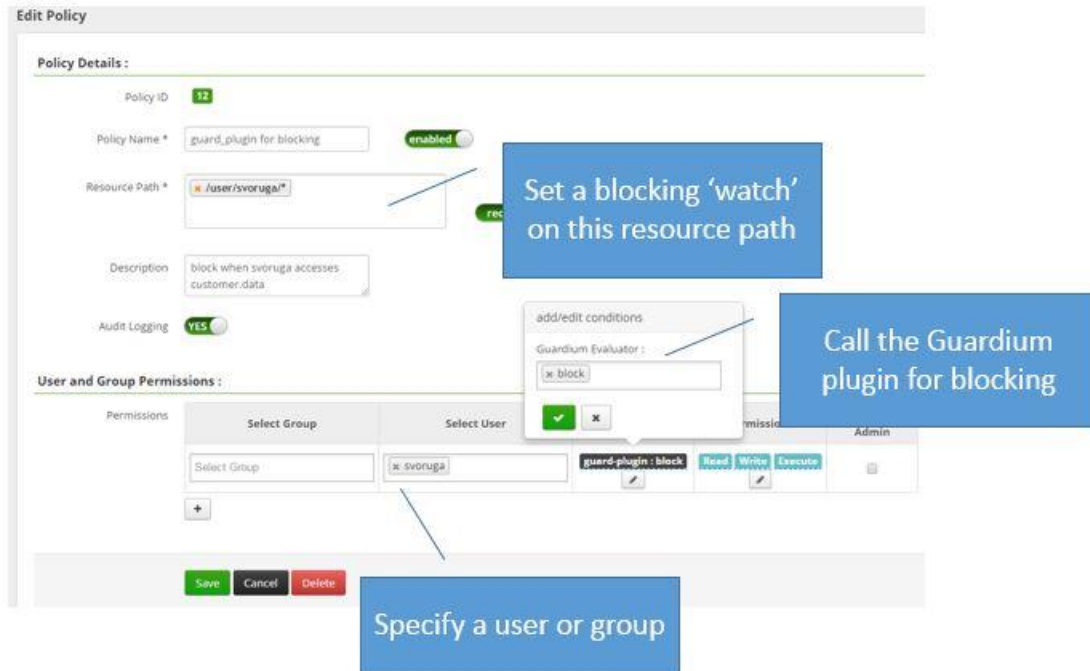 Edit Policy
Policy Details :
Policy ID 12
Policy Name * guard_plugin for blocking enabled
Resource Path * x /user/svoruga/*
Set a blocking ‘watch’
on this resource path
Description block when svoruga accesses
customer.data
Audit Logging YES
add/edit conditions
Guardium Evaluator :
x block
Call the Guardium
plugin for blocking
User and Group Permissions :
Permissions
Select Group Select User Admin
Select Group x svoruga guard-plugin : block Read Write Execute
+
Save Cancel Delete
Specify a user or group